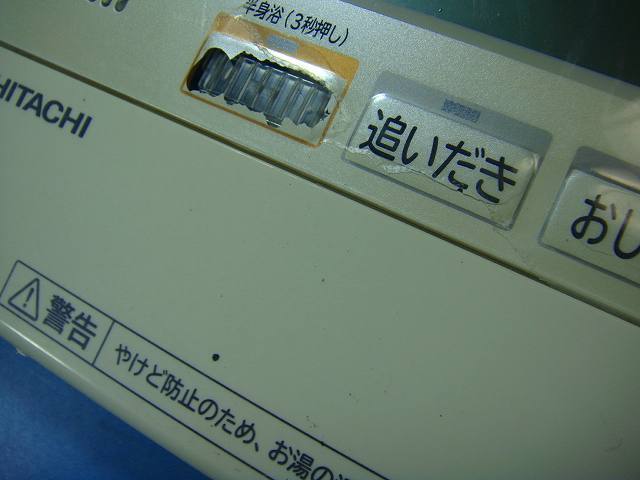 半身浴(3秒押し)
追いだき
おし
HITACHI
警告
やけど防止のため、お湯の